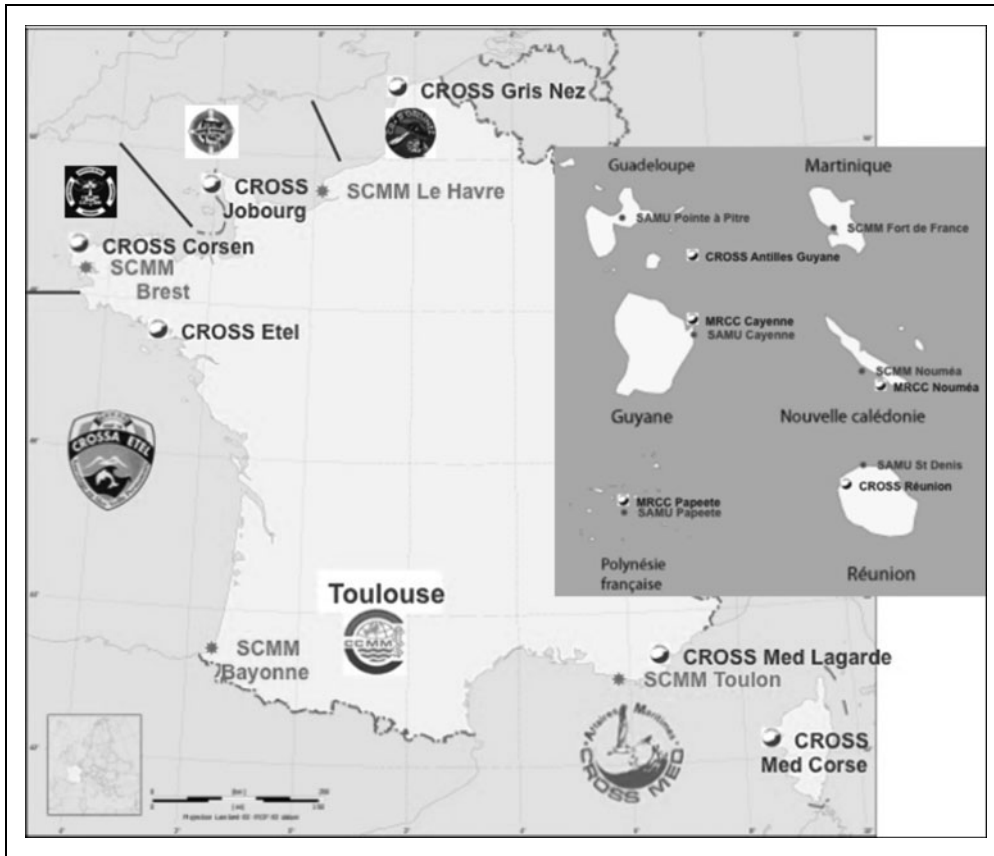 CROSS Gris Nez
CROSS
Jobourg
SCMM Le Havre
CROSS Corsen
SCMM
Brest
CROSS Etel
CROSSA ETEL
Toulouse
CCMM
SCMM
Bayonne
CROSS Med Lagarde
SCMM Toulon
Affaires Maritimes
CROSS MED
CROSS
Med Corse
Guadeloupe
Martinique
SAMU Pointe à Pitre
SCMM Fort de France
CROSS Antilles Guyane
MRCC Cayenne
SAMU Cayenne
SCMM Nouméa
MRCC Nouméa
Guyane
Nouvelle calédonie
SAMU St Denis
CROSS Réunion
MRCC Papeete
SAMU Papeete
Polynésie
française
Réunion